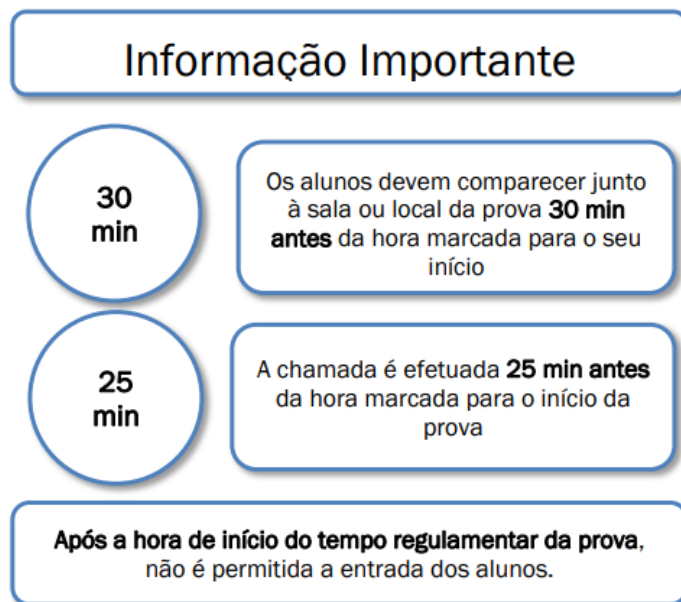 Informação Importante
30
min
Os alunos devem comparecer junto
à sala ou local da prova 30 min
antes da hora marcada para o seu
início
25
min
A chamada é efetuada 25 min antes
da hora marcada para o início da
prova
Após a hora de início do tempo regulamentar da prova,
não é permitida a entrada dos alunos.